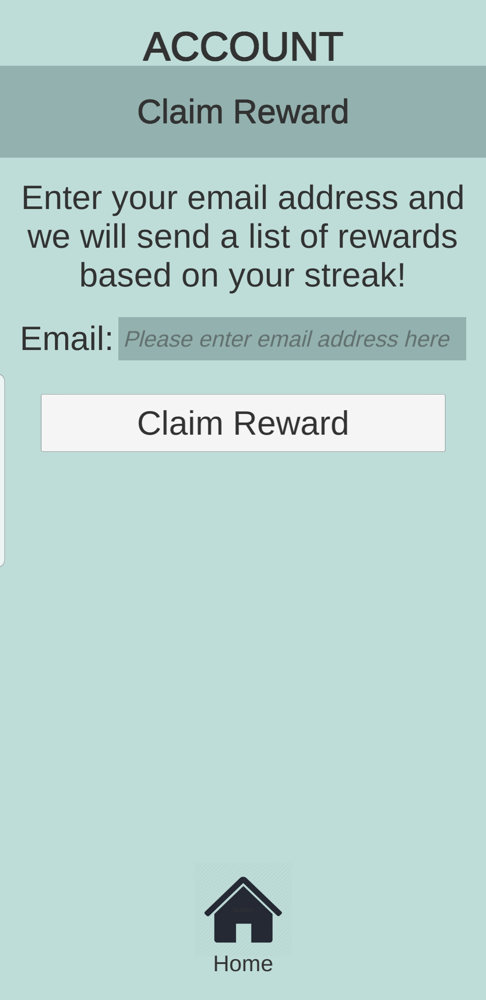 ACCOUNT
Claim Reward
Enter your email address and
we will send a list of rewards
based on your streak!
Email: Please enter email address here
Claim Reward
Button
Home